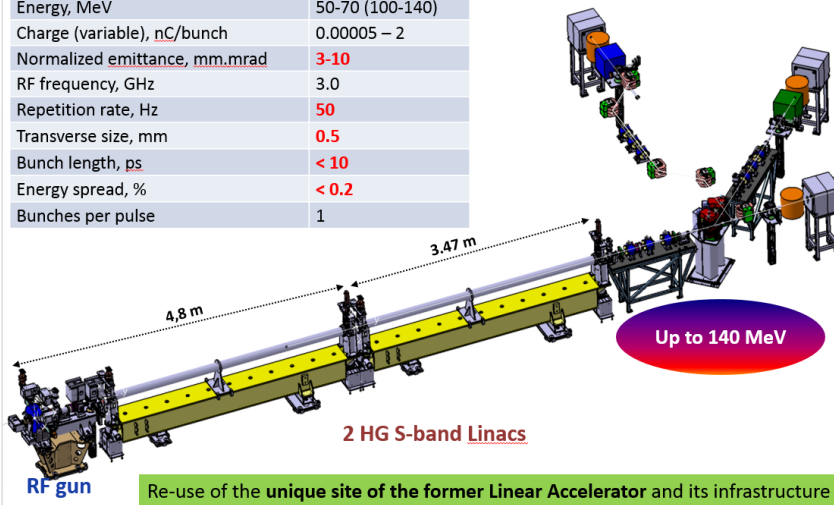 Energy, MeV 50-70 (100-140)
Charge (variable), nC/bunch 0.00005 – 2
Normalized emittance, mm.mrad 3-10
RF frequency, GHz 3.0
Repetition rate, Hz 50
Transverse size, mm 0.5
Bunch length, ps < 10
Energy spread, % < 0.2
Bunches per pulse 1
3.47 m
4,8 m
Up to 140 MeV
2 HG S-band Linacs
RF gun
Re-use of the unique site of the former Linear Accelerator and its infrastructure